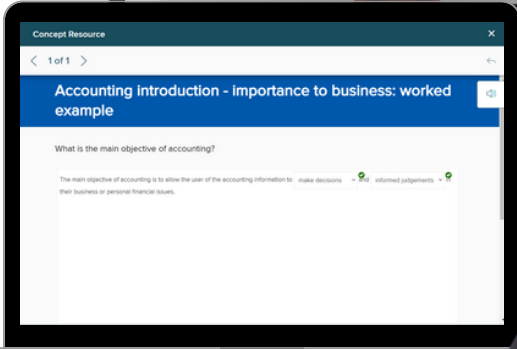 Concept Resource
1 of 1
Accounting introduction - importance to business: worked
example
What is the main objective of accounting?
The main objective of accounting is to allow the user of the accounting information to make decisions and informed judgements in
their business or personal financial issues.